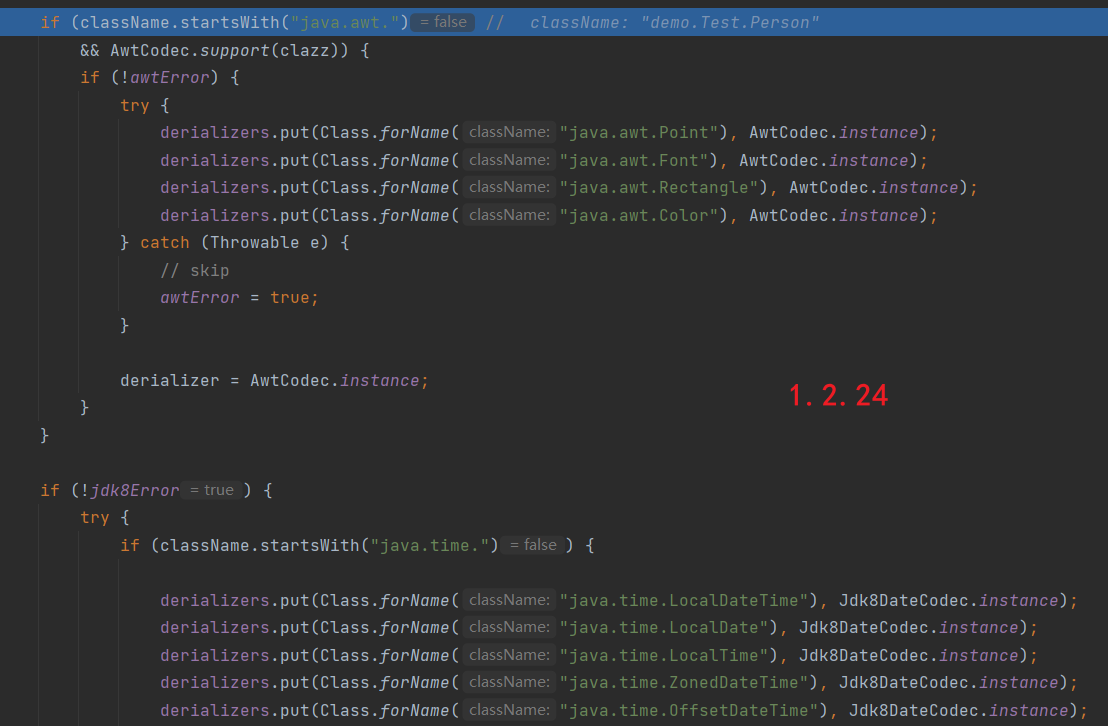 if (className.startsWith("java.awt.") = false //  className: "demo.Test.Person"
&& AwtCodec.support(clazz)) {
if (!awtError) {
try {
derializers.put(Class.forName( className: "java.awt.Point"), AwtCodec.instance);
derializers.put(Class.forName( className: "java.awt.Font"), AwtCodec.instance);
derializers.put(Class.forName( className: "java.awt.Rectangle"), AwtCodec.instance);
derializers.put(Class.forName( className: "java.awt.Color"), AwtCodec.instance);
} catch (Throwable e) {
// skip
awtError = true;
}
derializer = AwtCodec.instance;
1.2.24
}
}
if (!jdk8Error = true ) {
try {
if (className.startsWith("java.time.") = false ) {
derializers.put(Class.forName( className: "java.time.LocalDateTime"), Jdk8DateCodec.instance);
derializers.put(Class.forName( className: "java.time.LocalDate"), Jdk8DateCodec.instance);
derializers.put(Class.forName( className: "java.time.LocalTime"), Jdk8DateCodec.instance);
derializers.put(Class.forName( className: "java.time.ZonedDateTime"), Jdk8DateCodec.instance);
derializers.put(Class.forName( className: "java.time.OffsetDateTime"), Jdk8DateCodec.instance);